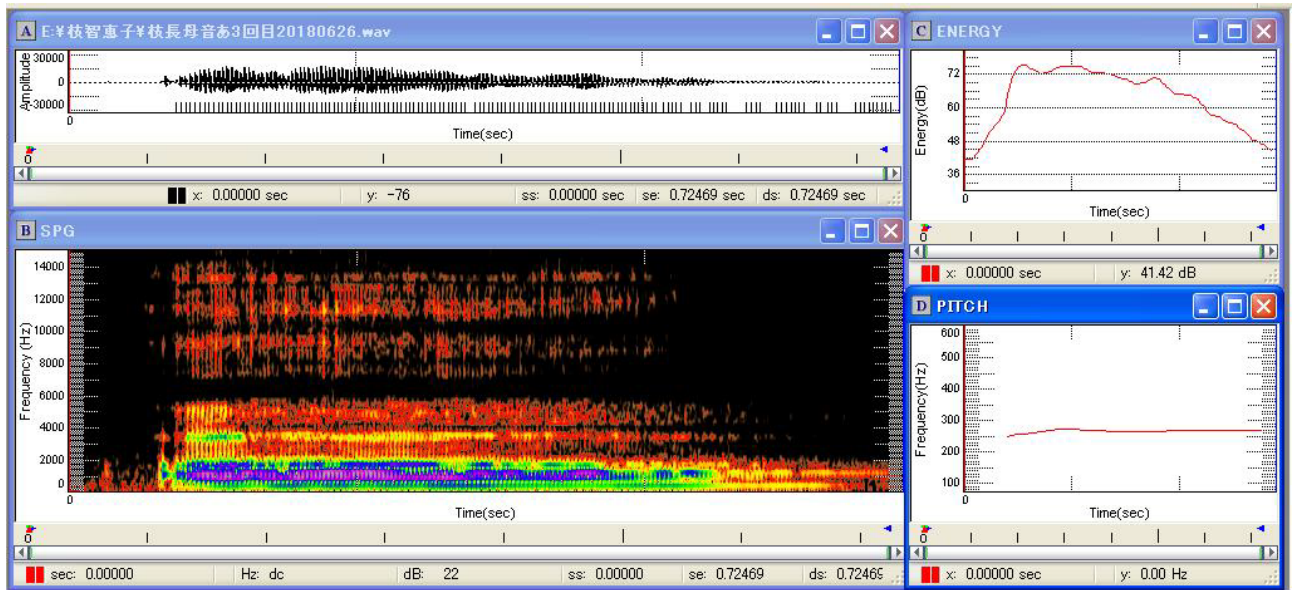 A E:¥枝智恵子¥枝長母音あ3回目20180626.wav
Amplitude
30000
0
-30000
0
Time(sec)
0
x: 0.00000 sec y: -76 ss: 0.00000 sec se: 0.72469 sec ds: 0.72469 sec
B SPG
Frequency (Hz)
14000
12000
10000
8000
6000
4000
2000
0
0
Time(sec)
0
sec: 0.00000 Hz: dc dB: 22 ss: 0.00000 se: 0.72469 ds: 0.72469
C ENERGY
Energy(dB)
72
60
48
36
0
Time(sec)
0
x: 0.00000 sec y: 41.42 dB
D PITCH
Frequency(Hz)
600
500
400
300
200
100
0
Time(sec)
0
x: 0.00000 sec y: 0.00 Hz